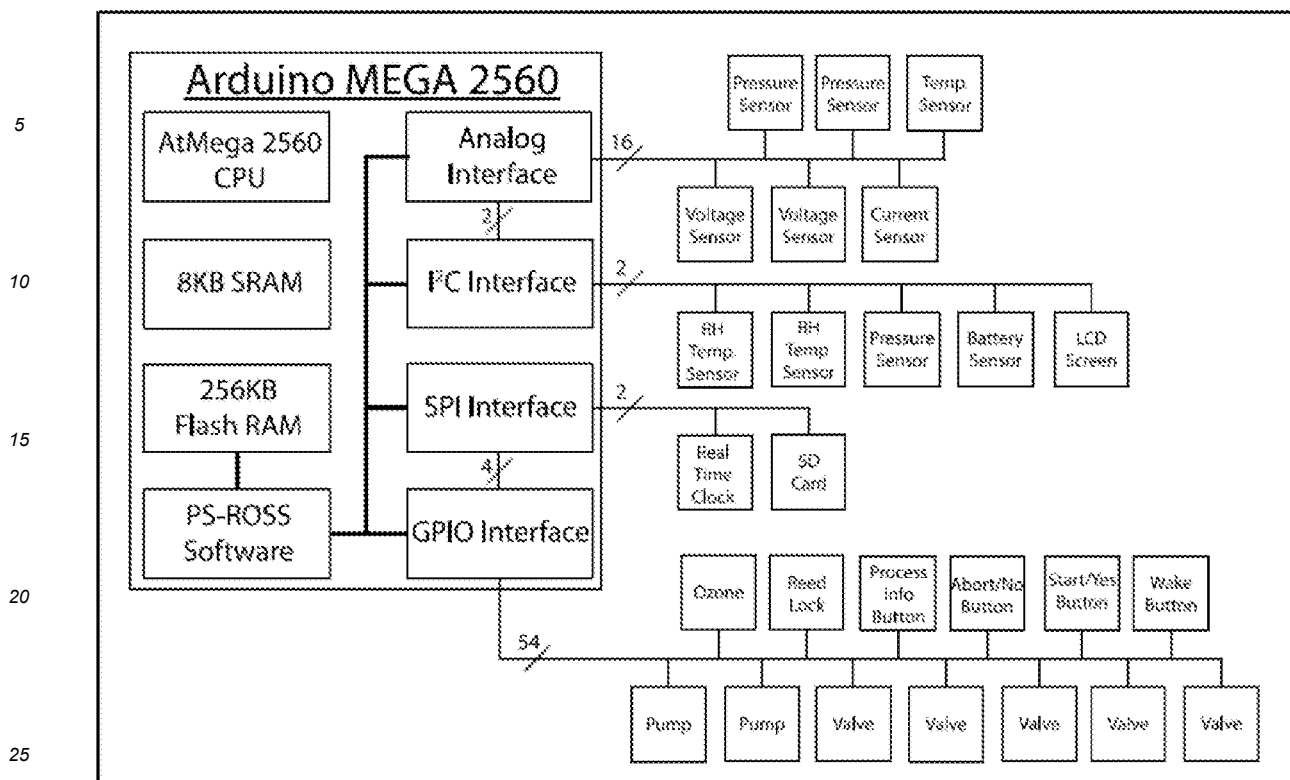 Arduino MEGA 2560
AtMega 2560
CPU
8KB SRAM
256KB
Flash RAM
PS-ROSS
Software
Analog
Interface
2
I²C Interface
SPI Interface
4
GPIO Interface
16
Pressure
Sensor
Pressure
Sensor
Temp.
Sensor
Voltage
Sensor
Voltage
Sensor
Current
Sensor
2
RH
Temp.
Sensor
RH
Temp.
Sensor
Pressure
Sensor
Battery
Sensor
LCD
Screen
2
Real
Time
Clock
SD
Card
54
Ozone
Reed
Lock
Process
Info
Button
Abort/No
Button
Start/Yes
Button
Wake
Button
Pump
Pump
Valve
Valve
Valve
Valve
Valve
5
10
15
20
25